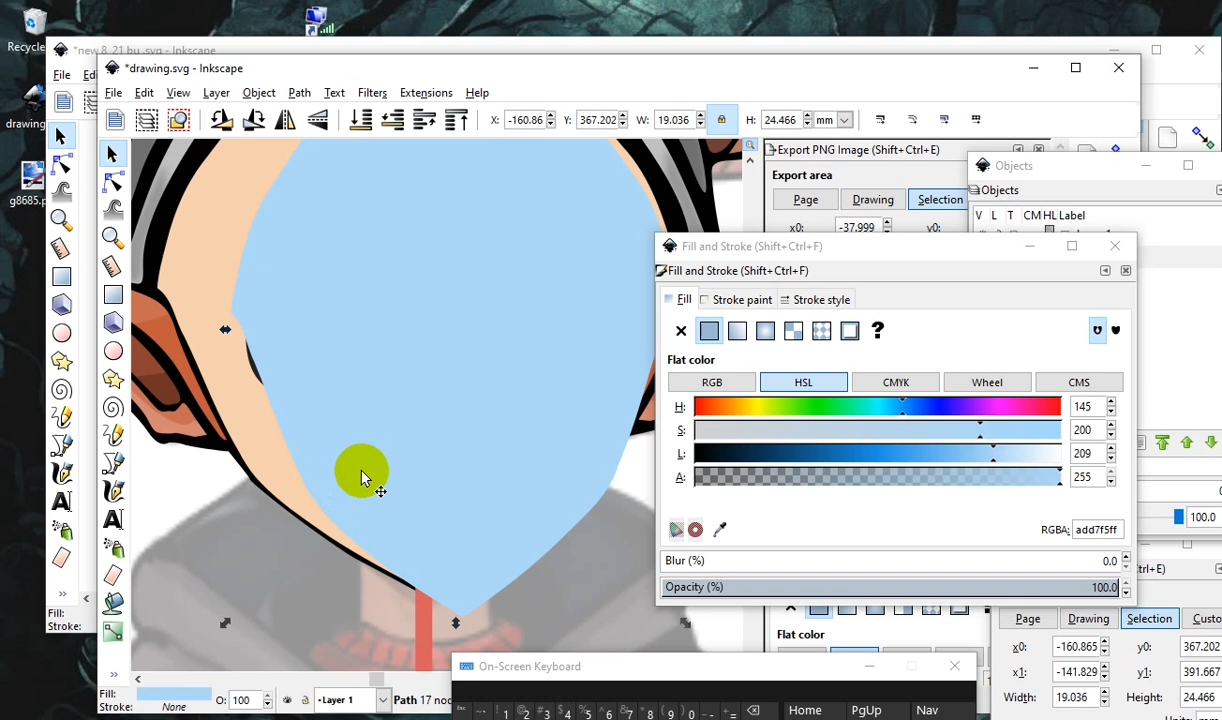 Recycle
drawing
g8685.p
*new 8_21 bu .svg - Inkscape
File Ed
*drawing.svg - Inkscape
File Edit View Layer Object Path Text Filters Extensions Help
X: -160.86 Y: 367.202 W: 19.036 H: 24.466 mm
Export PNG Image (Shift+Ctrl+E)
Export area
Page Drawing Selection
x0: -37.999 y0:
Objects
Objects
V L T CM HL Label
Fill and Stroke (Shift+Ctrl+F)
Fill and Stroke (Shift+Ctrl+F)
Fill Stroke paint Stroke style
?
Flat color
RGB HSL CMYK Wheel CMS
H: 145
S: 200
L: 209
A: 255
RGBA: add7f5ff
Blur (%) 0.0
Opacity (%) 100.0
100.0
trl+E)
Flat color
Page Drawing Selection Custo
x0: -160.865 y0: 367.202
x1: -141.829 y1: 391.667
Width: 19.036 Height: 24.466
Fill:
Stroke:
Fill:
Stroke: None
O: 100 Layer 1 Path 17 nod
On-Screen Keyboard
Home PgUp Nav